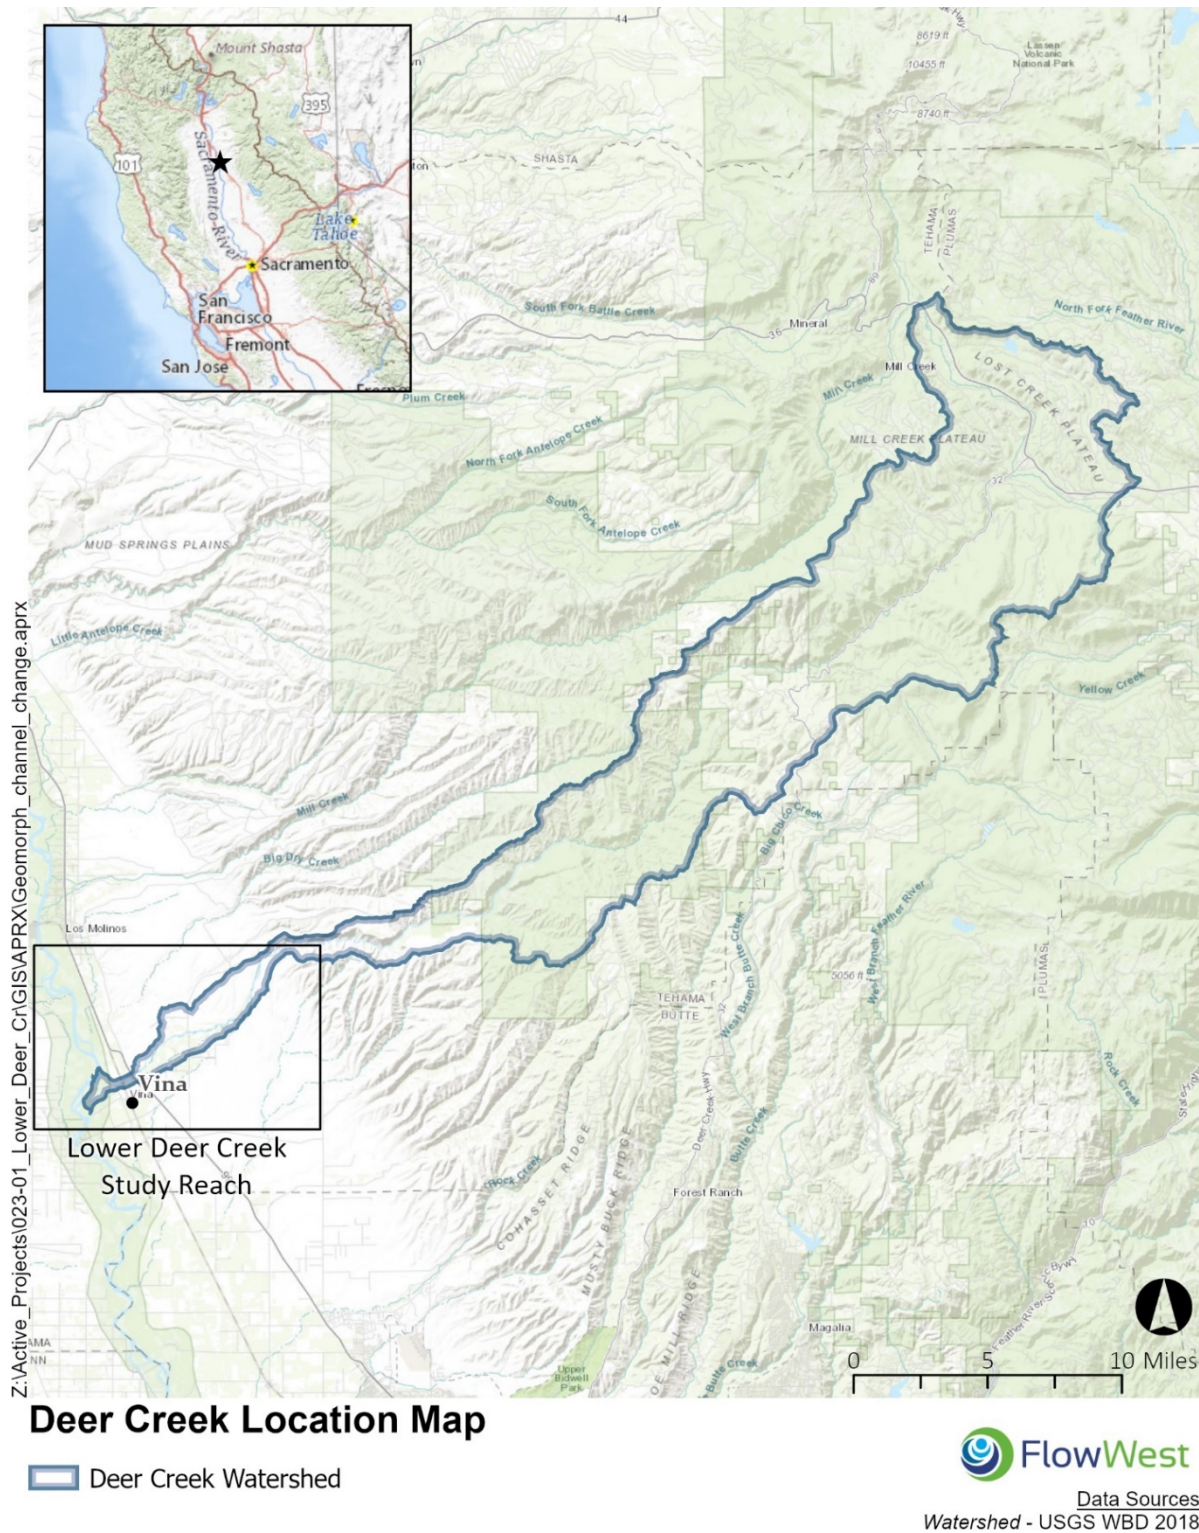 44
Hwy
8619 ft
10455 ft
Lassen
Volcanic
National Park
8740 ft
Mount Shasta
395
101
Sacramento River
Lake
Tahoe
Sacramento
San
Francisco
Fremont
San Jose
SHASTA
TEHAMA
PLUMAS
89
South Fork Battle Creek
36
Mineral
North Fork Feather River
Mill Creek
LOST CREEK PLATEAU
Mill Creek
Plum Creek
North Fork Antelope Creek
MILL CREEK PLATEAU
32
South Fork Antelope Creek
MUD SPRINGS PLAINS
Little Antelope Creek
Yellow Creek
Mill Creek
Big Chico Creek
Big Dry Creek
Los Molinos
West Branch Feather River
West Branch Butte Creek
5056 ft
PLUMAS
TEHAMA
BUTTE
32
Vina
Vina
Rock Creek
Lower Deer Creek
Study Reach
Deer Creek Hwy
Butte Creek
Rock Creek
COHASSET RIDGE
MUSTY BUCK RIDGE
Forest Ranch
70
Magalia
Upper
Bidwell
Park
Butte Creek
0 5 10 Miles
Z:\Active_Projects\023-01_Lower_Deer_Cr\GIS\APRX\Geomorph_channel_change.aprx
Deer Creek Location Map
Deer Creek Watershed
FlowWest
Data Sources
Watershed - USGS WBD 2018